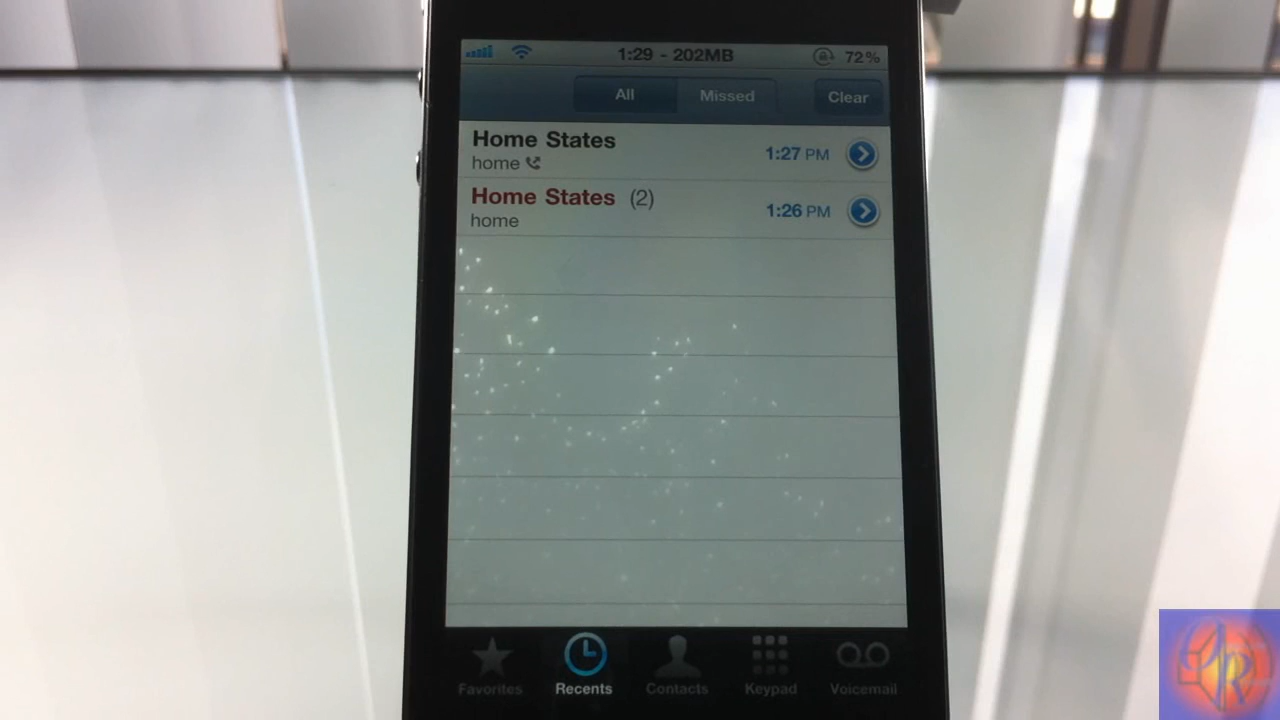 1:29 - 202MB 72%
All Missed Clear
Home States
home 1:27 PM
Home States (2)
home 1:26 PM
Favorites Recents Contacts Keypad Voicemail
R